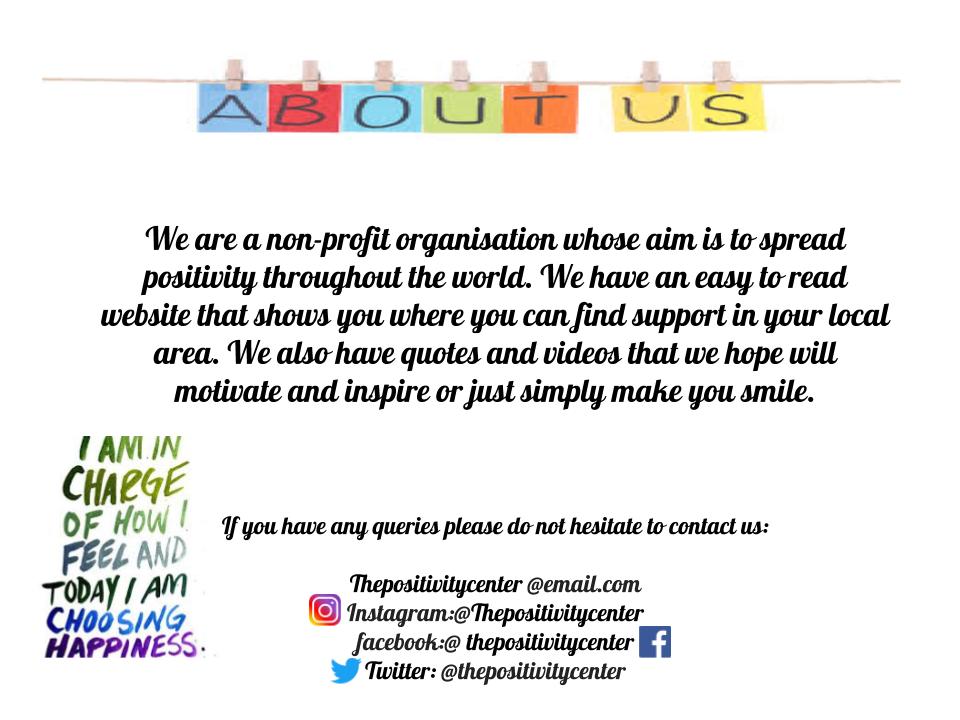 ABOUT US
We are a non-profit organisation whose aim is to spread
positivity throughout the world. We have an easy to read
website that shows you where you can find support in your local
area. We also have quotes and videos that we hope will
motivate and inspire or just simply make you smile.
I AM IN
CHARGE
OF HOW I
FEEL AND
TODAY I AM
CHOOSING
HAPPINESS.
If you have any queries please do not hesitate to contact us:
Thepositivitycenter @email.com
Instagram:@Thepositivitycenter
facebook:@ thepositivitycenter
Twitter: @thepositivitycenter